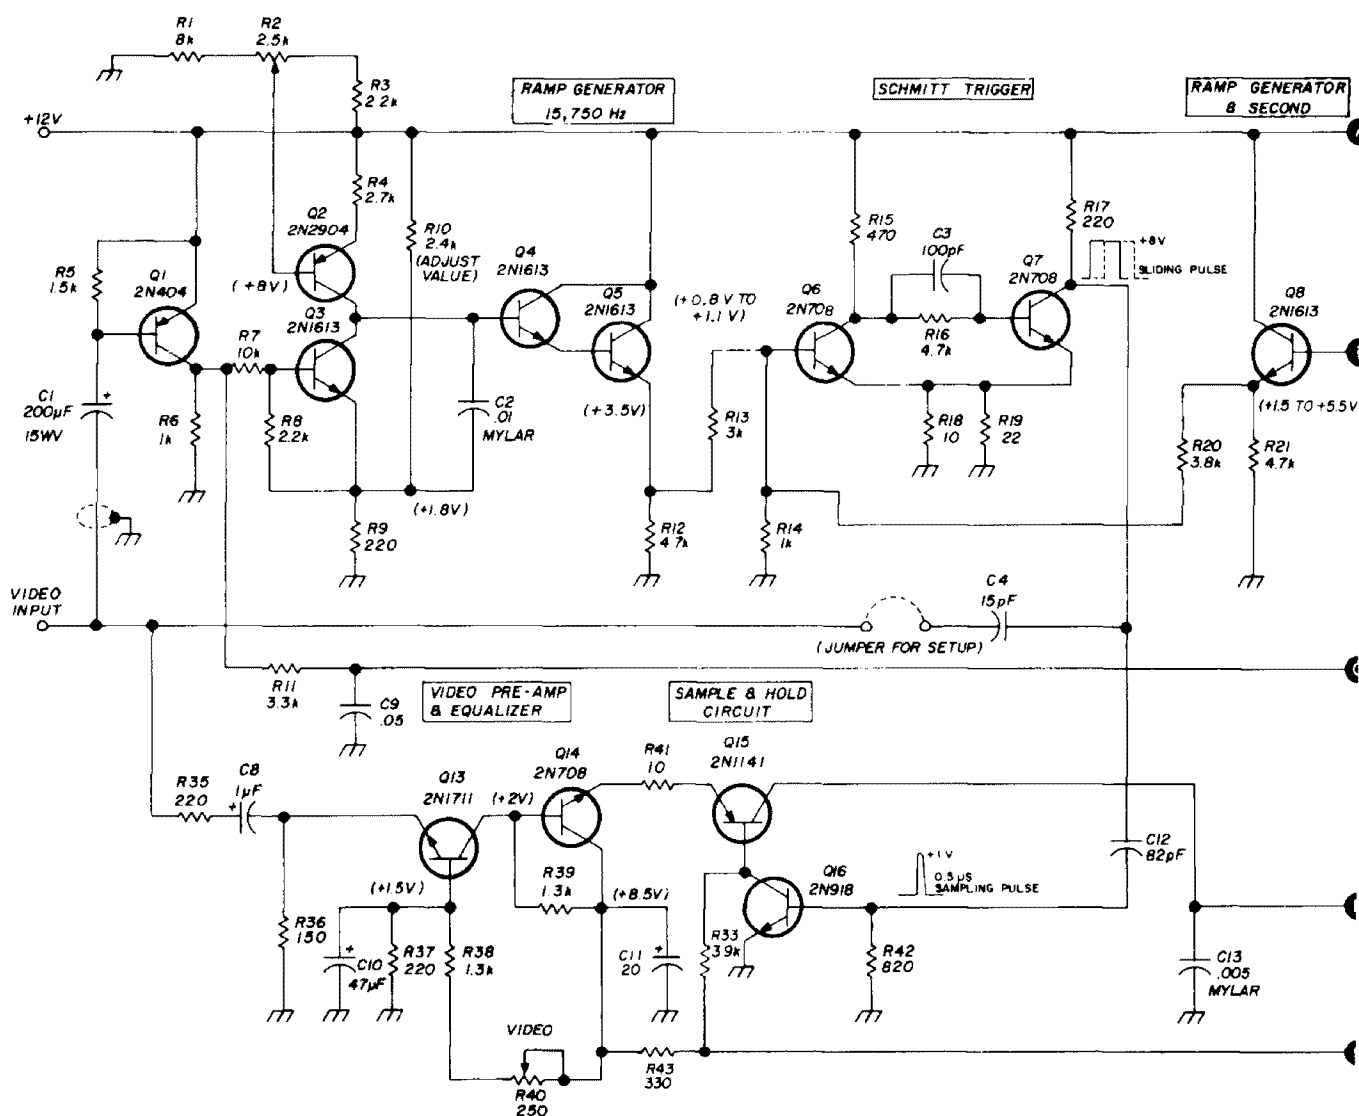 R1
8k
R2
2.5k
R3
2.2k
RAMP GENERATOR
15,750 Hz
SCHMITT TRIGGER
RAMP GENERATOR
8 SECOND
+12V
R4
2.7k
Q2
2N2904
R10
2.4k
(ADJUST
VALUE)
Q4
2N1613
R15
470
C3
100pF
Q7
2N708
R17
220
+8V
SLIDING PULSE
R5
1.5k
Q1
2N404
(+8V)
Q3
2N1613
Q5
2N1613
(+0.8V TO
+1.1V)
Q6
2N708
R16
4.7k
Q8
2N1613
R7
10k
C1
200µF
15WV
+
R6
1k
R8
2.2k
C2
.01
MYLAR
(+3.5V)
R13
3k
R18
10
R19
22
(+1.5 TO +5.5V
R20
3.8k
R21
4.7k
(+1.8V)
R9
220
R12
4.7k
R14
1k
VIDEO
INPUT
C4
15pF
(JUMPER FOR SETUP)
R11
3.3k
C9
.05
VIDEO PRE-AMP
& EQUALIZER
SAMPLE & HOLD
CIRCUIT
R35
220
C8
1µF
+
Q13
2N1711
(+2V)
Q14
2N708
R41
10
Q15
2N1141
C12
82pF
+1V
0.5µs
SAMPLING PULSE
R39
1.3k
Q16
2N918
(+1.5V)
(+8.5V)
R36
150
+
C10
47µF
R37
220
R38
1.3k
C11
20
+
R33
3.9k
R42
820
C13
.005
MYLAR
VIDEO
R40
250
R43
330